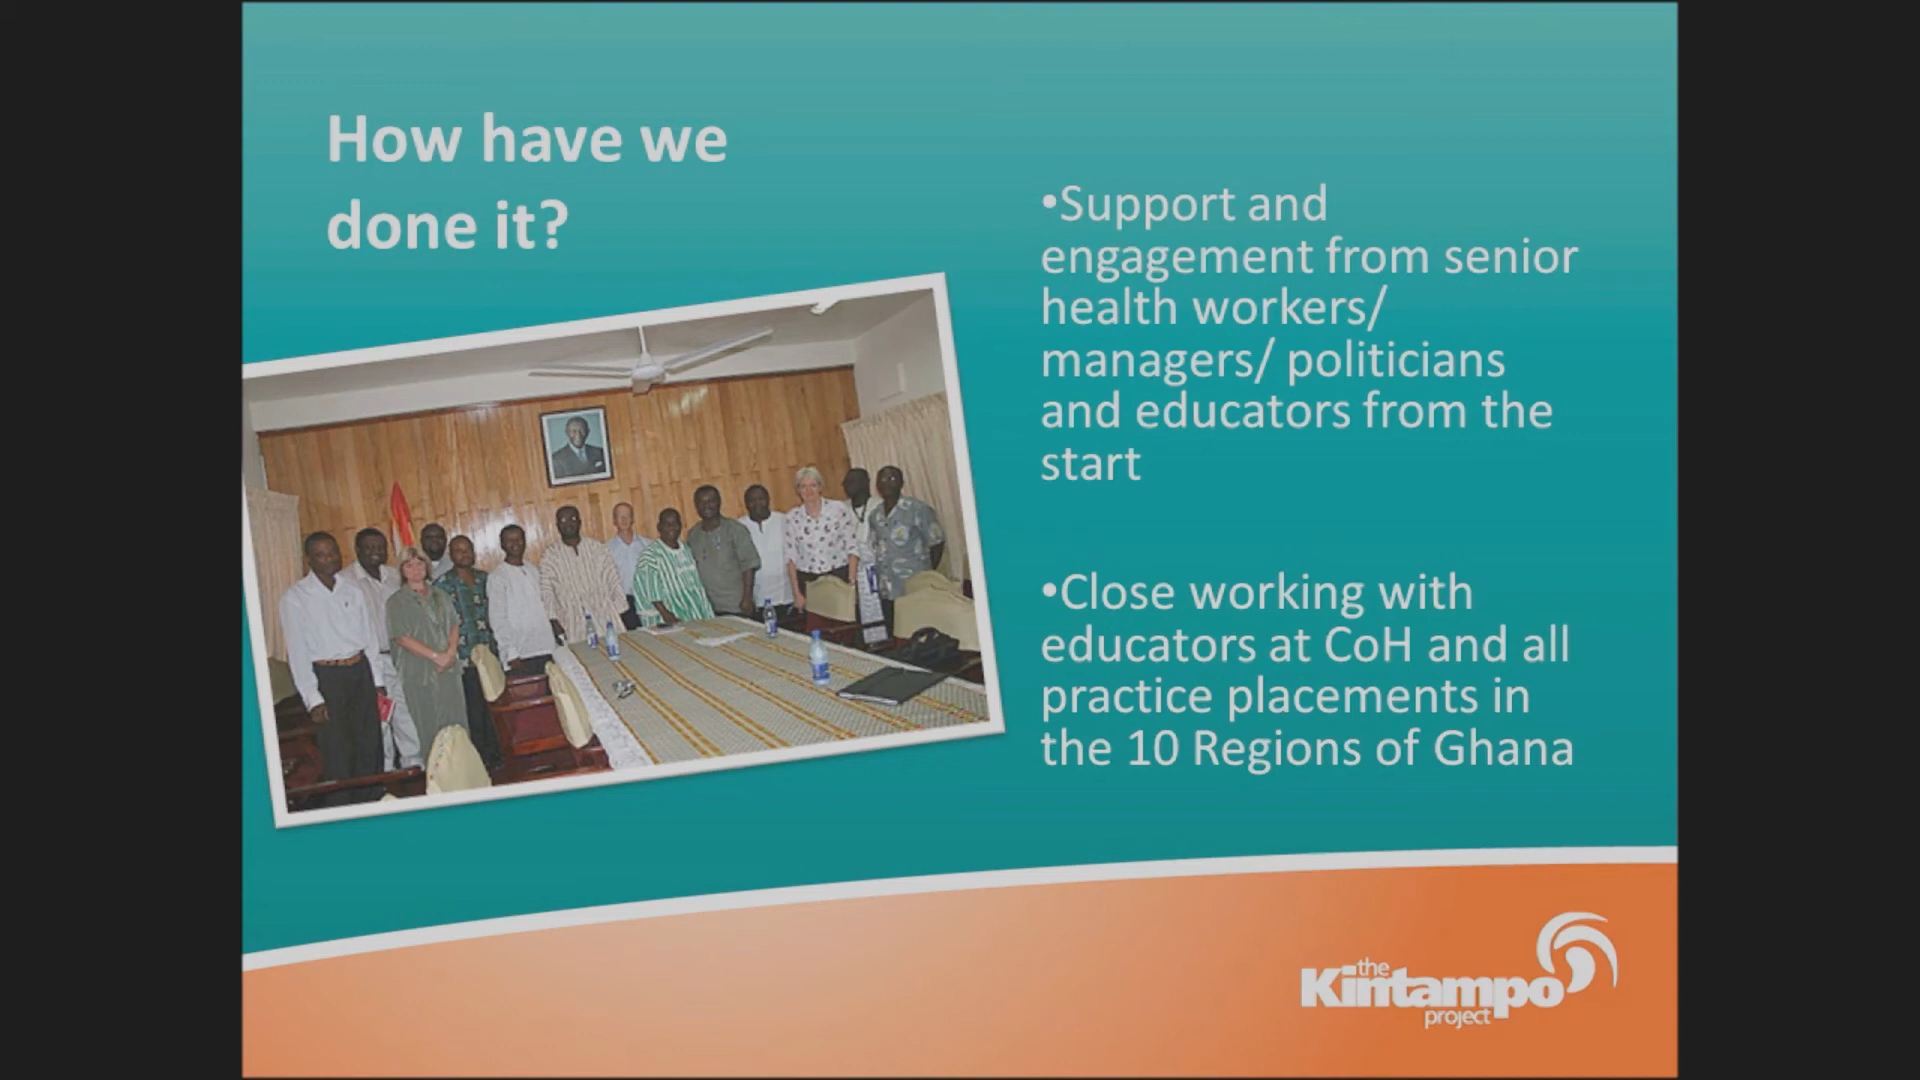 How have we
done it?
•Support and
engagement from senior
health workers/
managers/ politicians
and educators from the
start
•Close working with
educators at CoH and all
practice placements in
the 10 Regions of Ghana
the
Kintampo
project